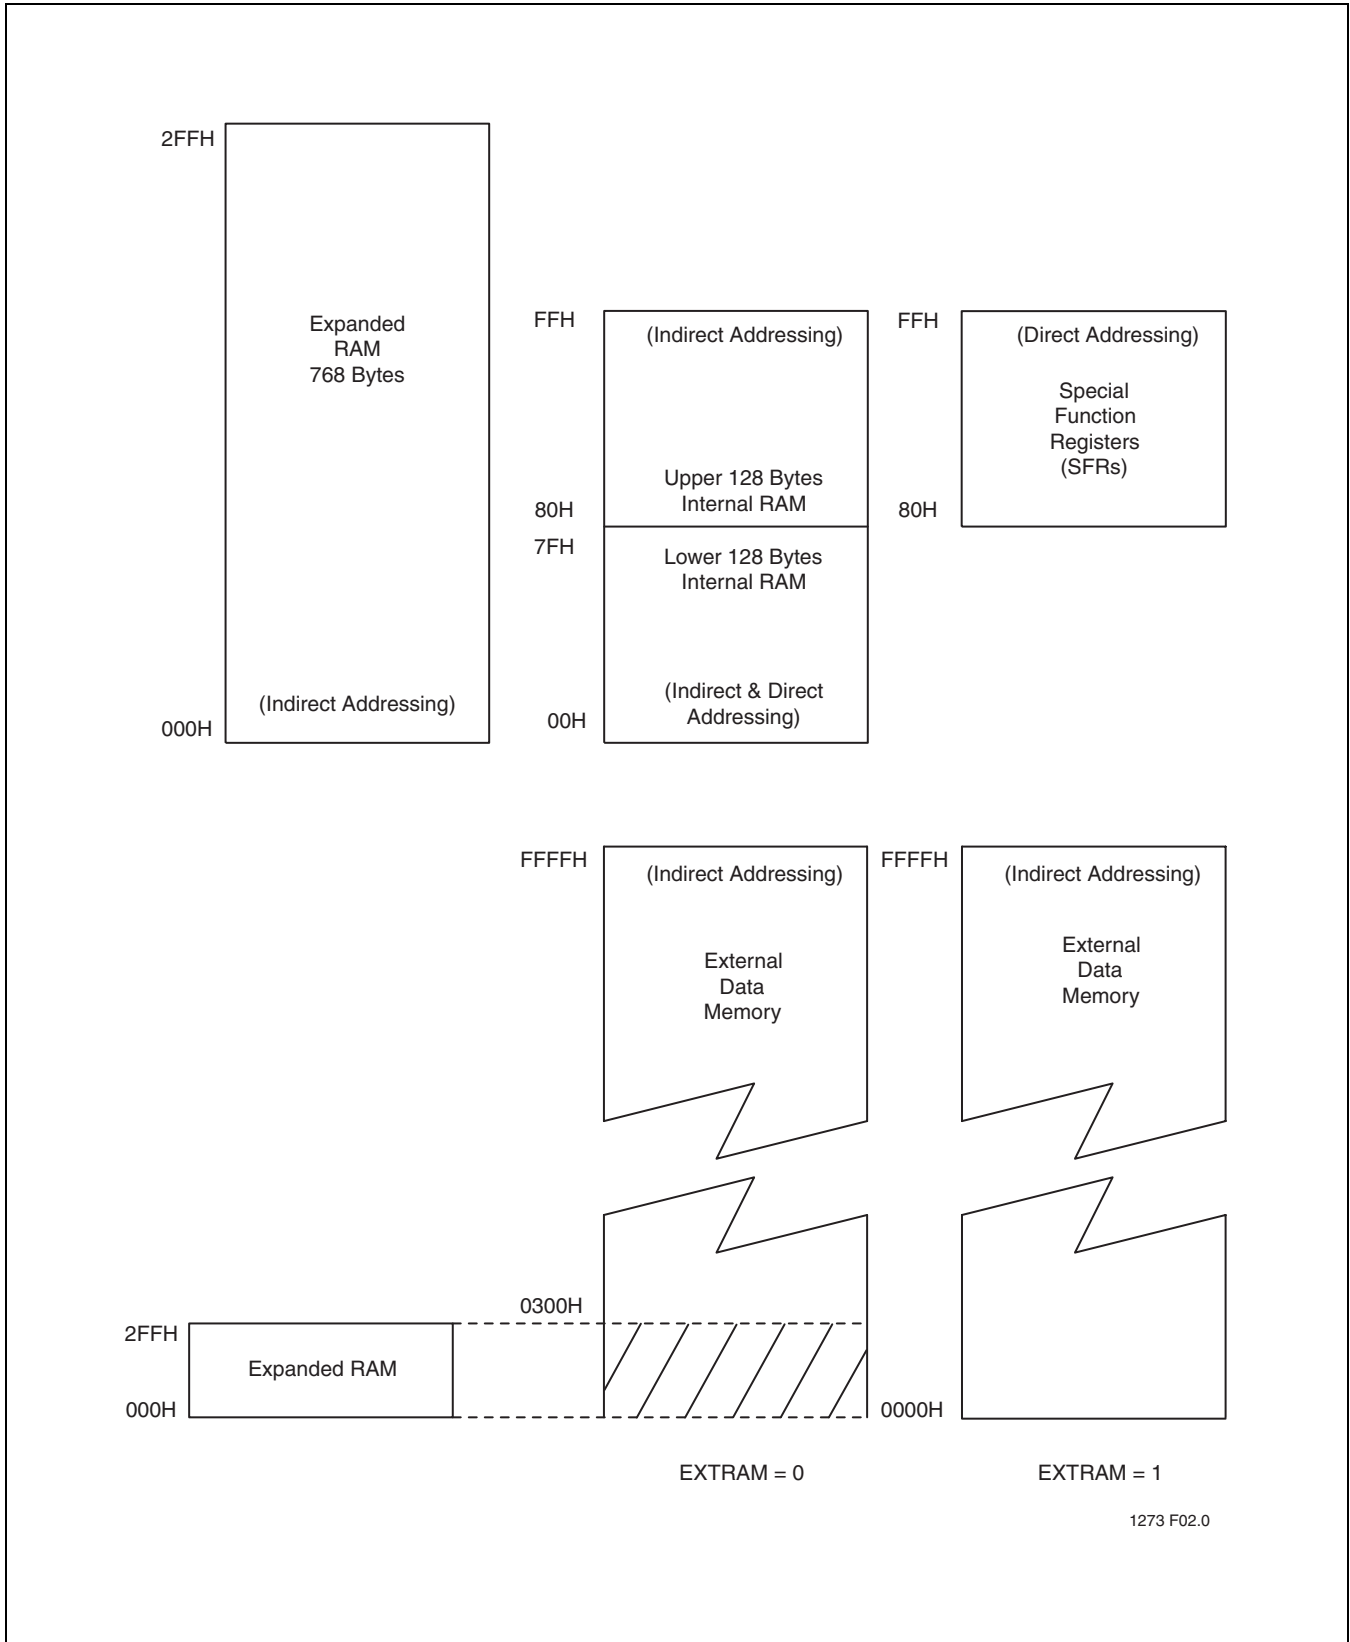 2FFH
Expanded
RAM
768 Bytes
(Indirect Addressing)
000H
FFH
(Indirect Addressing)
Upper 128 Bytes
Internal RAM
80H
7FH
Lower 128 Bytes
Internal RAM
(Indirect & Direct
Addressing)
00H
FFH
(Direct Addressing)
Special
Function
Registers
(SFRs)
80H
FFFFH
(Indirect Addressing)
External
Data
Memory
FFFFH
(Indirect Addressing)
External
Data
Memory
0300H
2FFH
Expanded RAM
000H
0000H
EXTRAM = 0
EXTRAM = 1
1273 F02.0